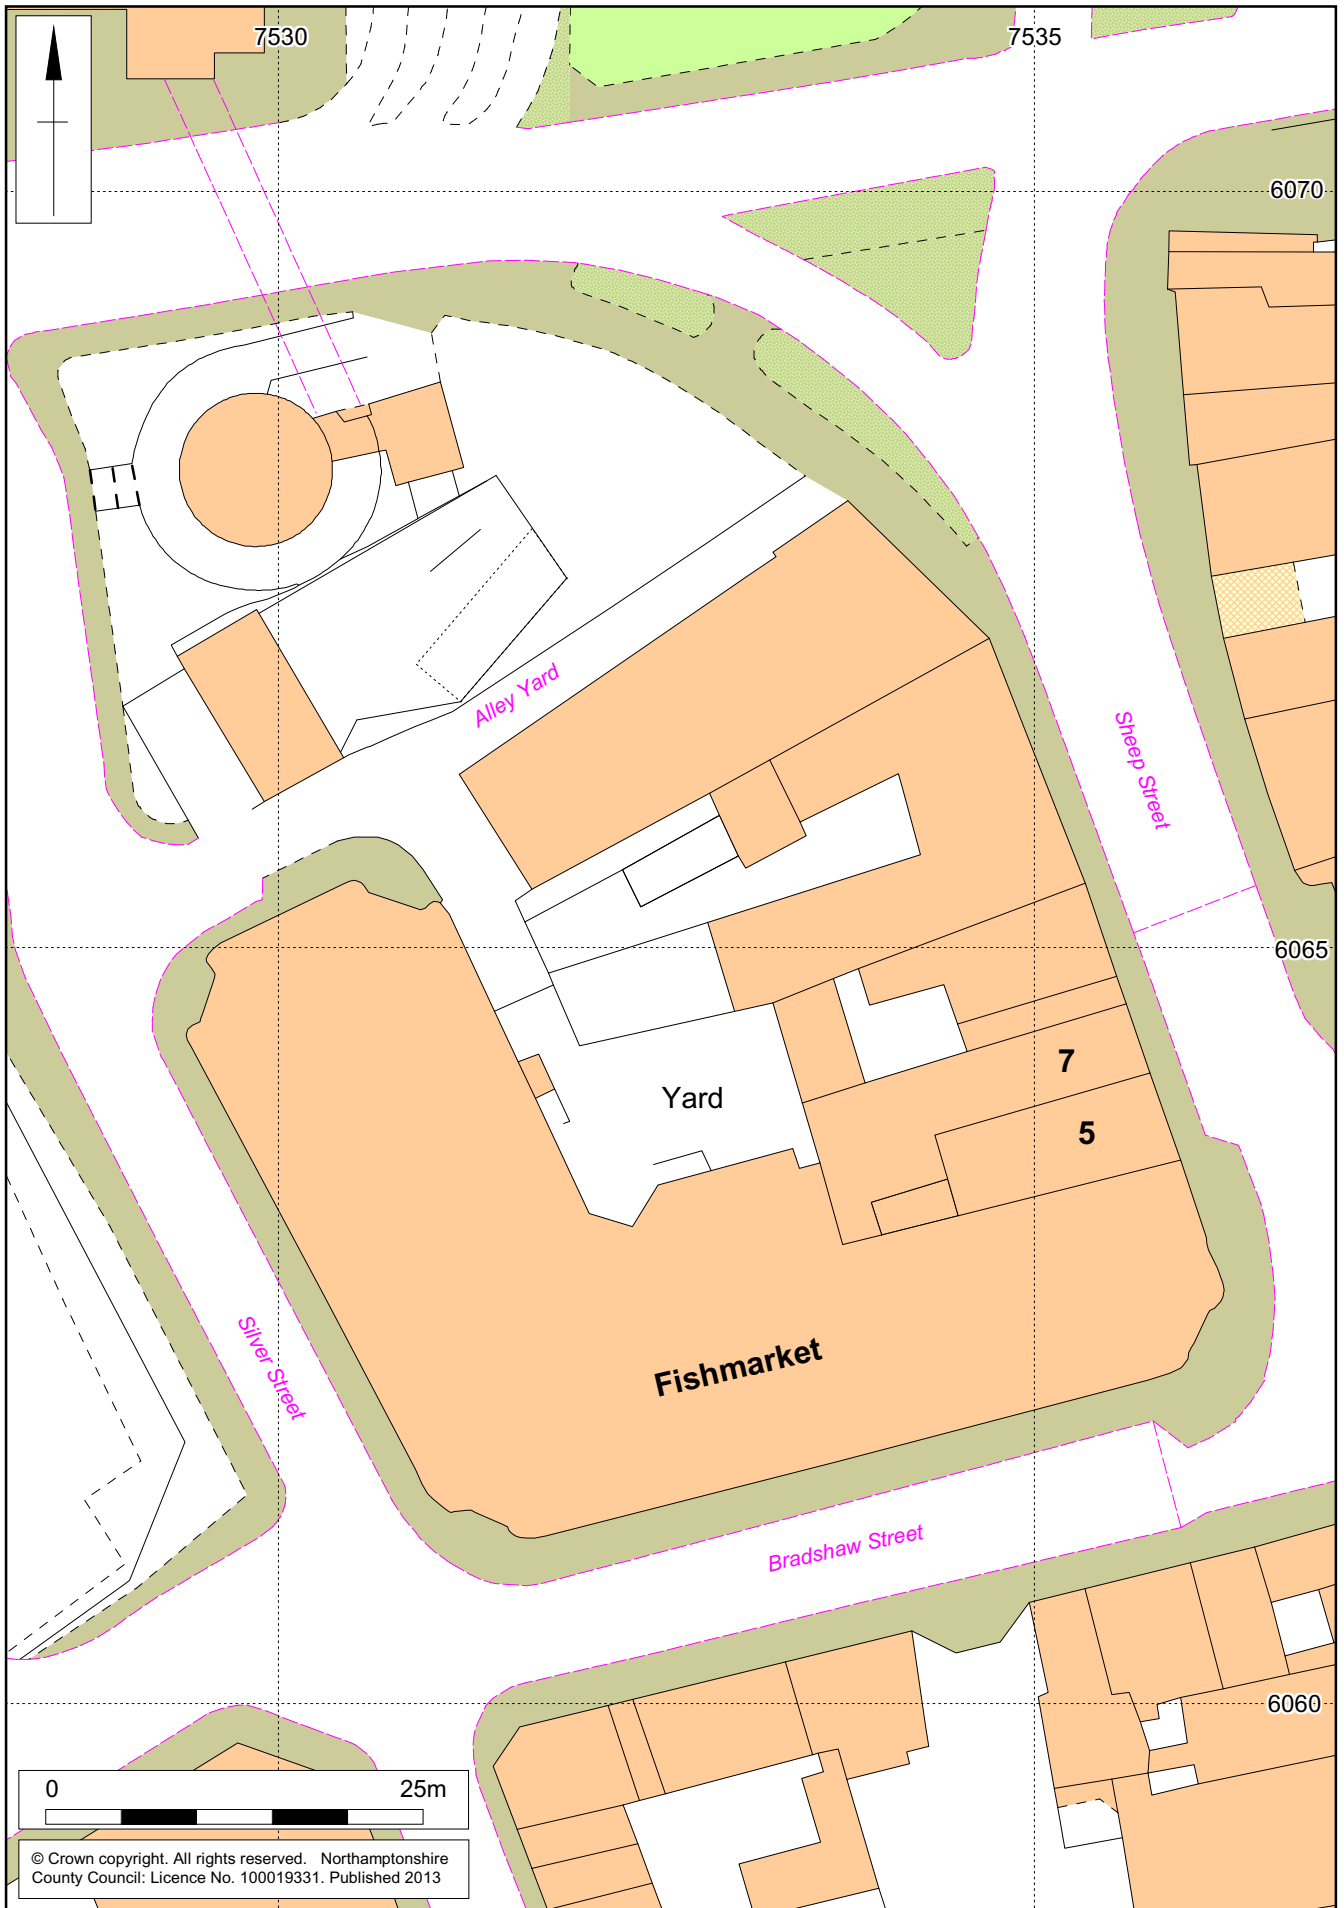 7530
7535
6070
Alley Yard
Sheep Street
6065
7
Yard
5
Silver Street
Fishmarket
Bradshaw Street
6060
0 25m
© Crown copyright. All rights reserved. Northamptonshire
County Council: Licence No. 100019331. Published 2013